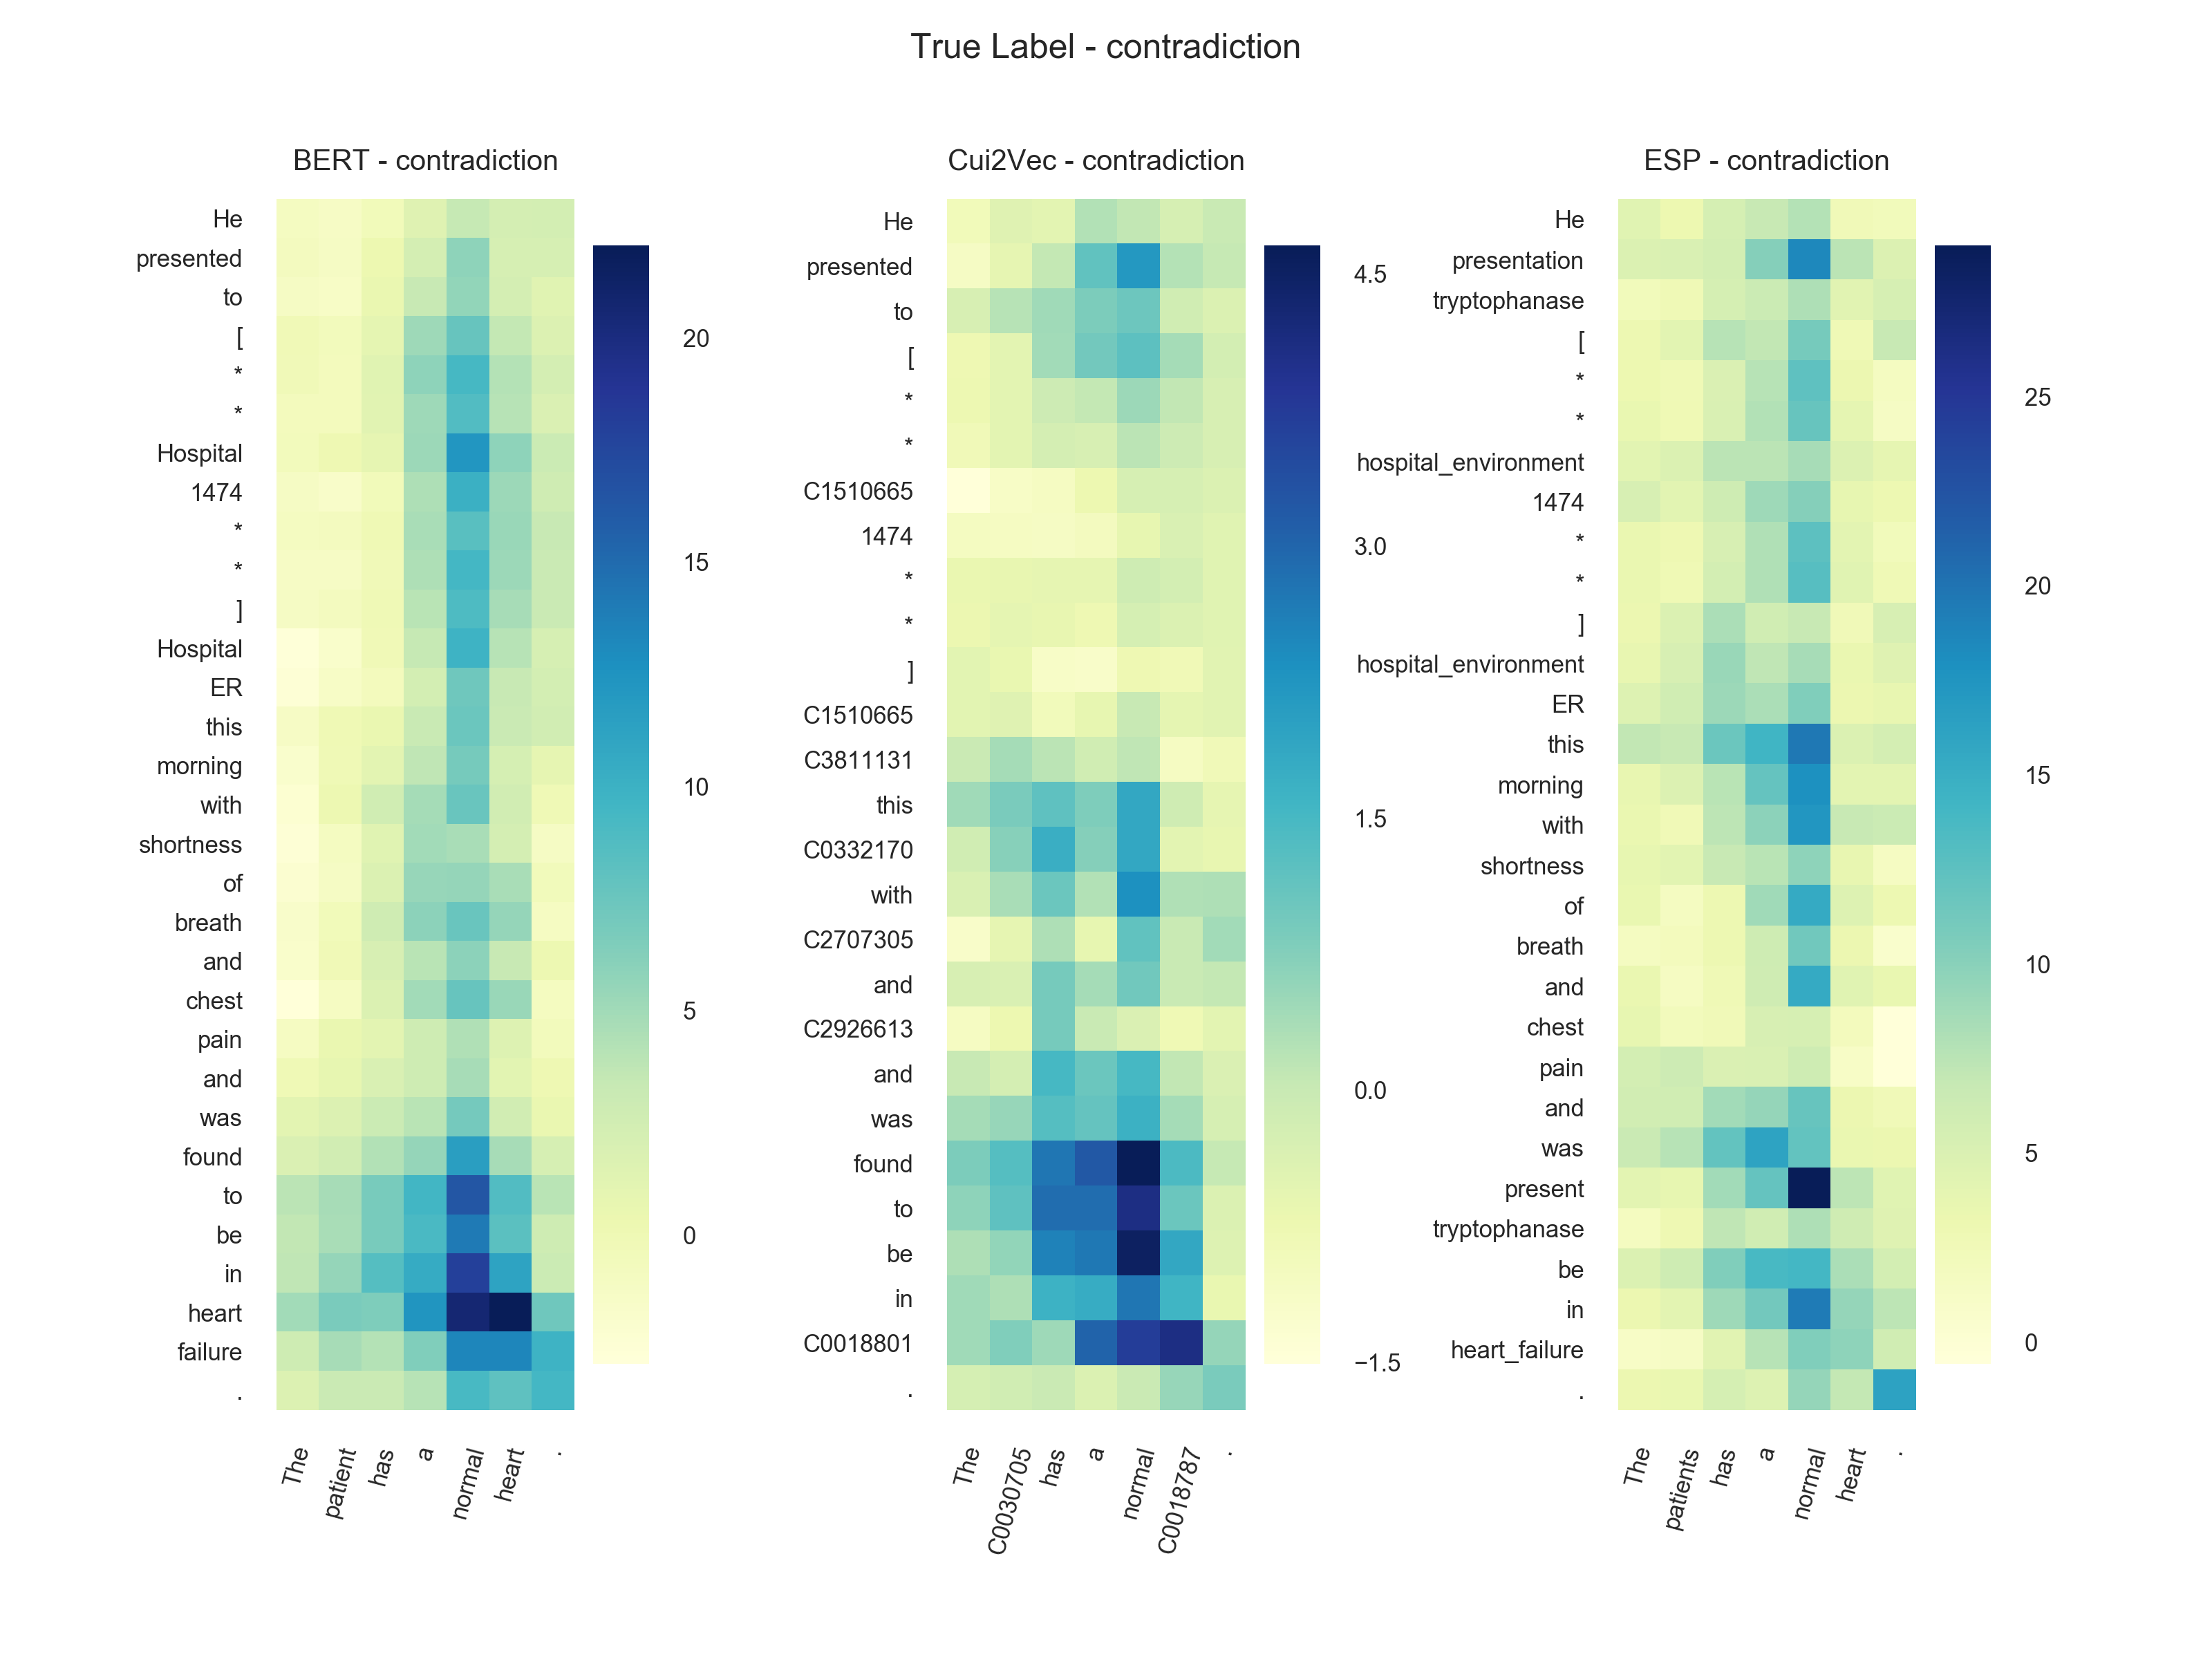 True Label - contradiction
BERT - contradiction
He
presented
to
[
*
*
Hospital
1474
*
*
]
Hospital
ER
this
morning
with
shortness
of
breath
and
chest
pain
and
was
found
to
be
in
heart
failure
.
The
patient
has
a
normal
heart
.
20
15
10
5
0
Cui2Vec - contradiction
He
presented
to
[
*
*
C1510665
1474
*
*
]
C1510665
C3811131
this
C0332170
with
C2707305
and
C2926613
and
was
found
to
be
in
C0018801
.
The
C0030705
has
a
normal
C0018787
.
4.5
3.0
1.5
0.0
−1.5
ESP - contradiction
He
presentation
tryptophanase
[
*
*
hospital_environment
1474
*
*
]
hospital_environment
ER
this
morning
with
shortness
of
breath
and
chest
pain
and
was
present
tryptophanase
be
in
heart_failure
.
The
patients
has
a
normal
heart
.
25
20
15
10
5
0